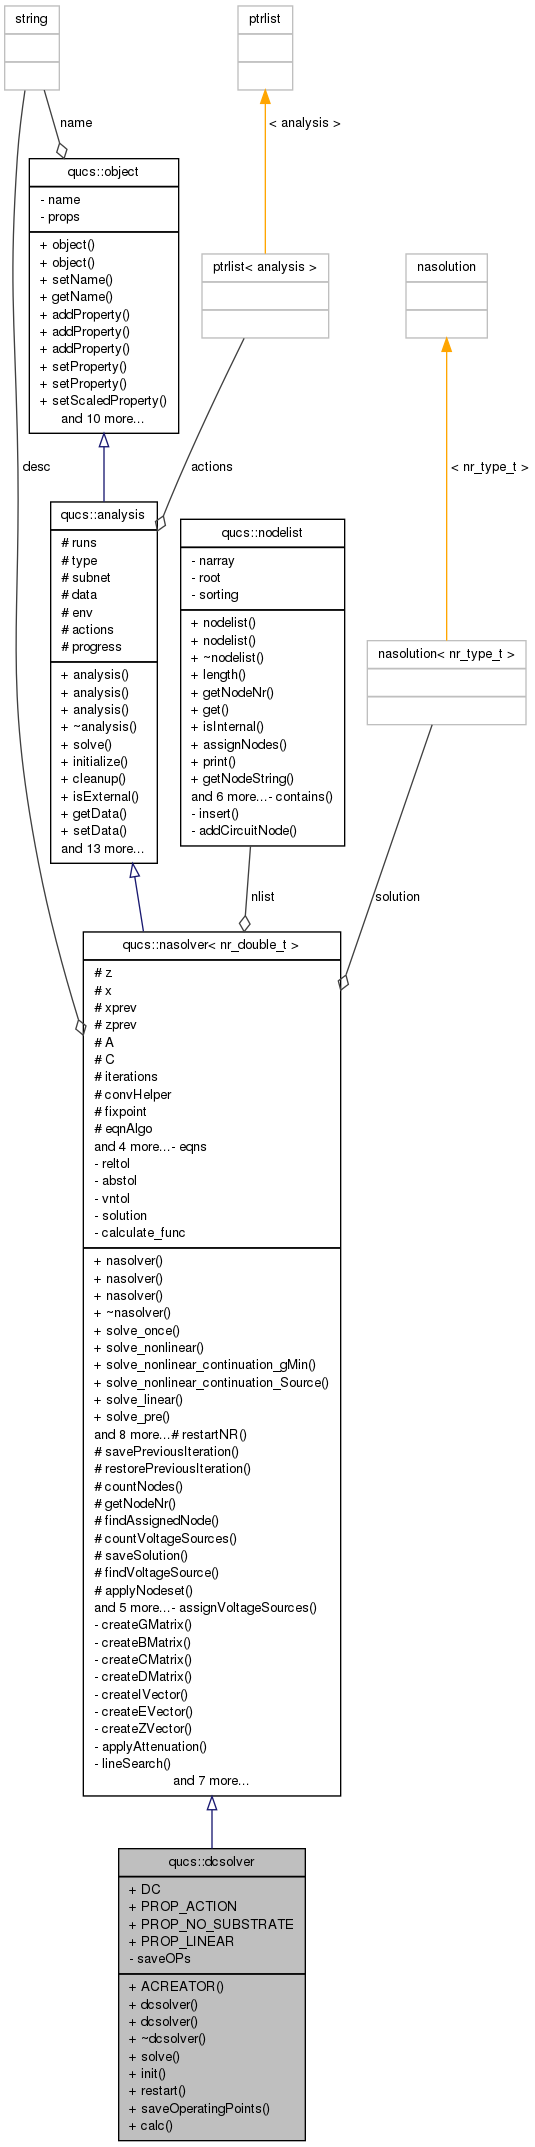 string
ptrlist
name
< analysis >
qucs::object
- name
- props
+ object()
+ object()
+ setName()
+ getName()
+ addProperty()
+ addProperty()
+ addProperty()
+ setProperty()
+ setProperty()
+ setScaledProperty()
and 10 more...
ptrlist< analysis >
nasolution
desc
actions
< nr_type_t >
qucs::analysis
# runs
# type
# subnet
# data
# env
# actions
# progress
+ analysis()
+ analysis()
+ analysis()
+ ~analysis()
+ solve()
+ initialize()
+ cleanup()
+ isExternal()
+ getData()
+ setData()
and 13 more...
qucs::nodelist
- narray
- root
- sorting
+ nodelist()
+ nodelist()
+ ~nodelist()
+ length()
+ getNodeNr()
+ get()
+ isInternal()
+ assignNodes()
+ print()
+ getNodeString()
and 6 more...- contains()
- insert()
- addCircuitNode()
nasolution< nr_type_t >
nlist
solution
qucs::nasolver< nr_double_t >
# z
# x
# xprev
# zprev
# A
# C
# iterations
# convHelper
# fixpoint
# eqnAlgo
and 4 more...- eqns
- reltol
- abstol
- vntol
- solution
- calculate_func
+ nasolver()
+ nasolver()
+ nasolver()
+ ~nasolver()
+ solve_once()
+ solve_nonlinear()
+ solve_nonlinear_continuation_gMin()
+ solve_nonlinear_continuation_Source()
+ solve_linear()
+ solve_pre()
and 8 more...# restartNR()
# savePreviousIteration()
# restorePreviousIteration()
# countNodes()
# getNodeNr()
# findAssignedNode()
# countVoltageSources()
# saveSolution()
# findVoltageSource()
# applyNodeset()
and 5 more...- assignVoltageSources()
- createGMatrix()
- createBMatrix()
- createCMatrix()
- createDMatrix()
- createIVector()
- createEVector()
- createZVector()
- applyAttenuation()
- lineSearch()
and 7 more...
qucs::dcsolver
+ DC
+ PROP_ACTION
+ PROP_NO_SUBSTRATE
+ PROP_LINEAR
- saveOPs
+ ACREATOR()
+ dcsolver()
+ dcsolver()
+ ~dcsolver()
+ solve()
+ init()
+ restart()
+ saveOperatingPoints()
+ calc()